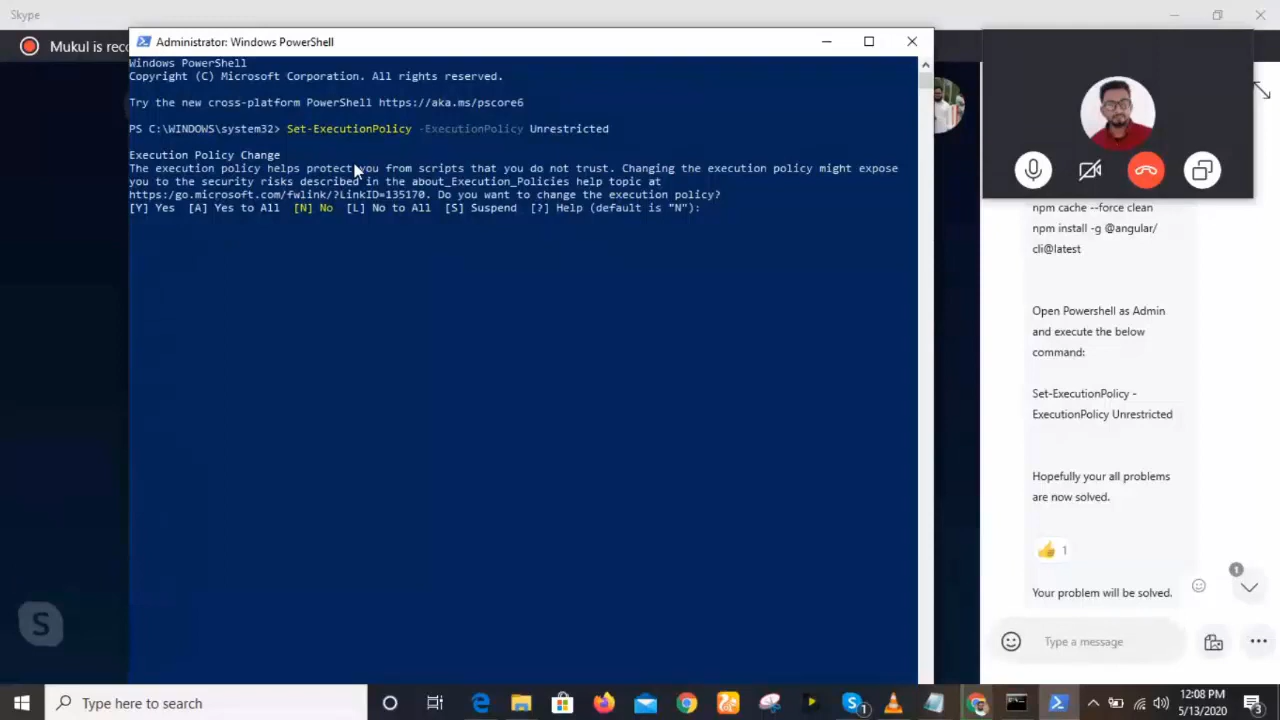 Skype
Mukul is reco
Administrator: Windows PowerShell
Windows PowerShell
Copyright (C) Microsoft Corporation. All rights reserved.
Try the new cross-platform PowerShell https://aka.ms/pscore6
PS C:\WINDOWS\system32> Set-ExecutionPolicy -ExecutionPolicy Unrestricted
Execution Policy Change
The execution policy helps protect you from scripts that you do not trust. Changing the execution policy might expose
you to the security risks described in the about_Execution_Policies help topic at
https:/go.microsoft.com/fwlink/?LinkID=135170. Do you want to change the execution policy?
[Y] Yes  [A] Yes to All  [N] No  [L] No to All  [S] Suspend  [?] Help (default is "N"):
npm cache --force clean
npm install -g @angular/
cli@latest
Open Powershell as Admin
and execute the below
command:
Set-ExecutionPolicy -
ExecutionPolicy Unrestricted
Hopefully your all problems
are now solved.
1
1
Your problem will be solved.
S
Type a message
Type here to search
1
12:08 PM
5/13/2020
3